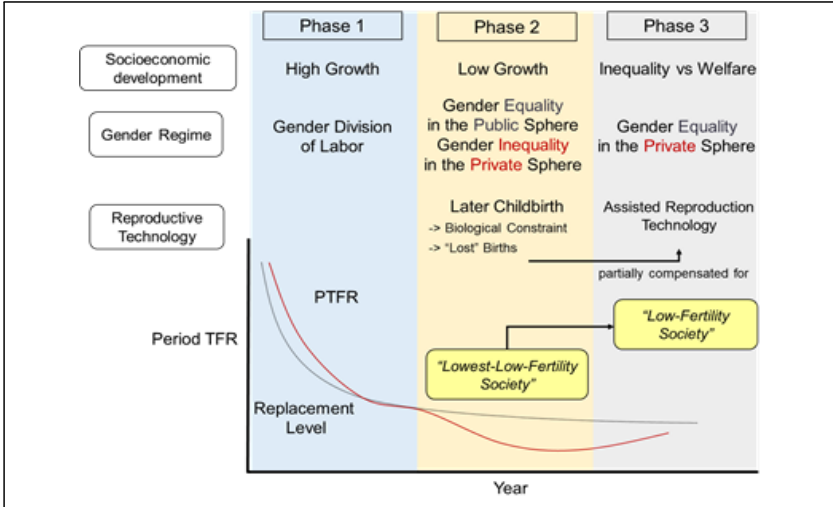 Phase 1
Phase 2
Phase 3
Socioeconomic
development
High Growth
Low Growth
Inequality vs Welfare
Gender Regime
Gender Division
of Labor
Gender Equality
in the Public Sphere
Gender Inequality
in the Private Sphere
Gender Equality
in the Private Sphere
Reproductive
Technology
Later Childbirth
-> Biological Constraint
-> “Lost” Births
Assisted Reproduction
Technology
partially compensated for
PTFR
Period TFR
“Low-Fertility
Society”
“Lowest-Low-Fertility
Society”
Replacement
Level
Year